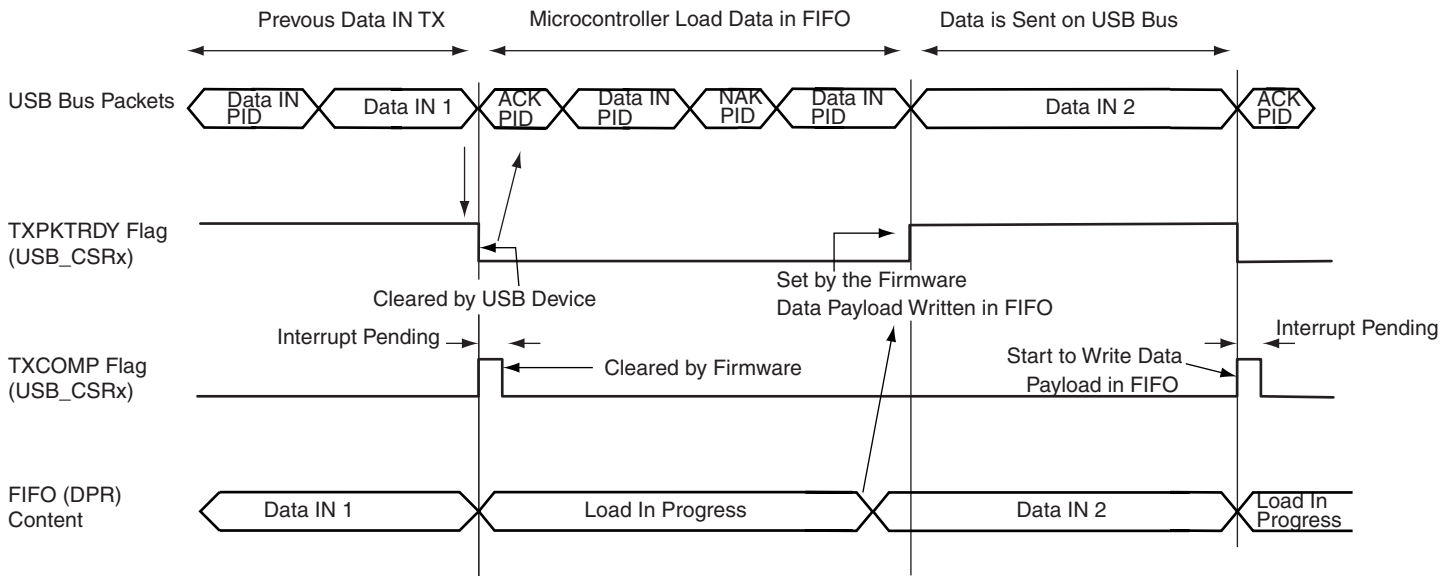 Prevous Data IN TX
Microcontroller Load Data in FIFO
Data is Sent on USB Bus
USB Bus Packets
Data IN
PID
Data IN 1
ACK
PID
Data IN
PID
NAK
PID
Data IN
PID
Data IN 2
ACK
PID
TXPKTRDY Flag
(USB_CSRx)
Cleared by USB Device
Set by the Firmware
Data Payload Written in FIFO
Interrupt Pending
Interrupt Pending
TXCOMP Flag
(USB_CSRx)
Cleared by Firmware
Start to Write Data
Payload in FIFO
FIFO (DPR)
Content
Data IN 1
Load In Progress
Data IN 2
Load In
Progress